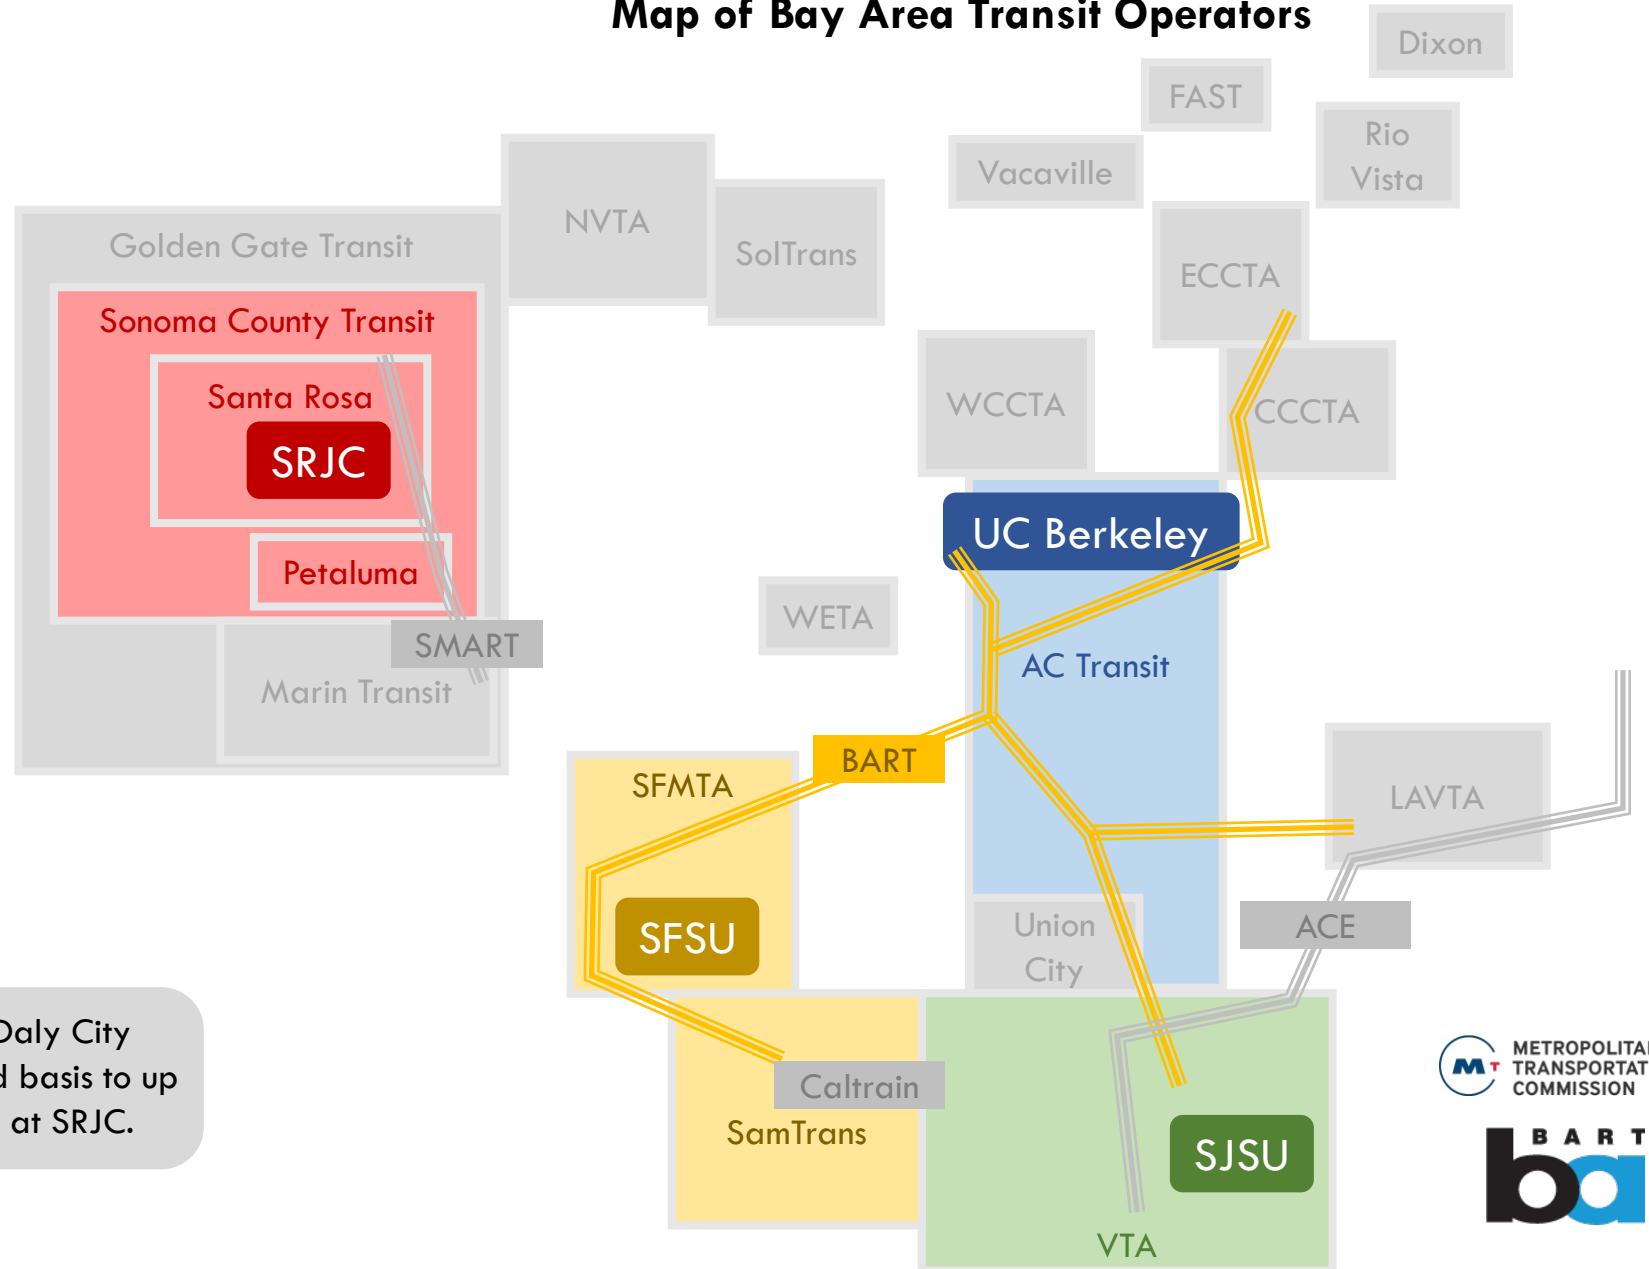 Map of Bay Area Transit Operators
Dixon
FAST
Rio
Vista
Vacaville
NVTA
SolTrans
Golden Gate Transit
ECCTA
Sonoma County Transit
Santa Rosa
SRJC
WCCTA
CCCTA
UC Berkeley
Petaluma
WETA
SMART
AC Transit
Marin Transit
BART
SFMTA
LAVTA
SFSU
Union
City
ACE
Daly City
basis to up
at SRJC.
Caltrain
SamTrans
SJSU
VTA
METROPOLITAN
TRANSPORTAT
COMMISSION
BART
ba